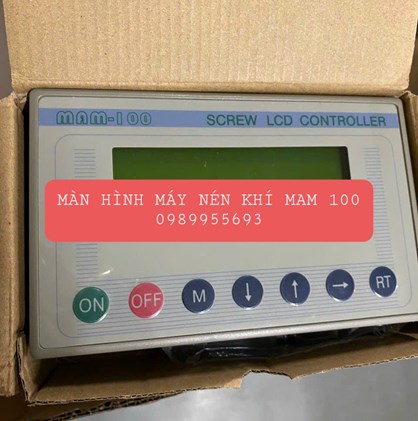 MAM-100
SCREW LCD CONTROLLER
MÀN HÌNH MÁY NÉN KHÍ MAM 100
0989955693
ON OFF M ↓ ↑ → RT